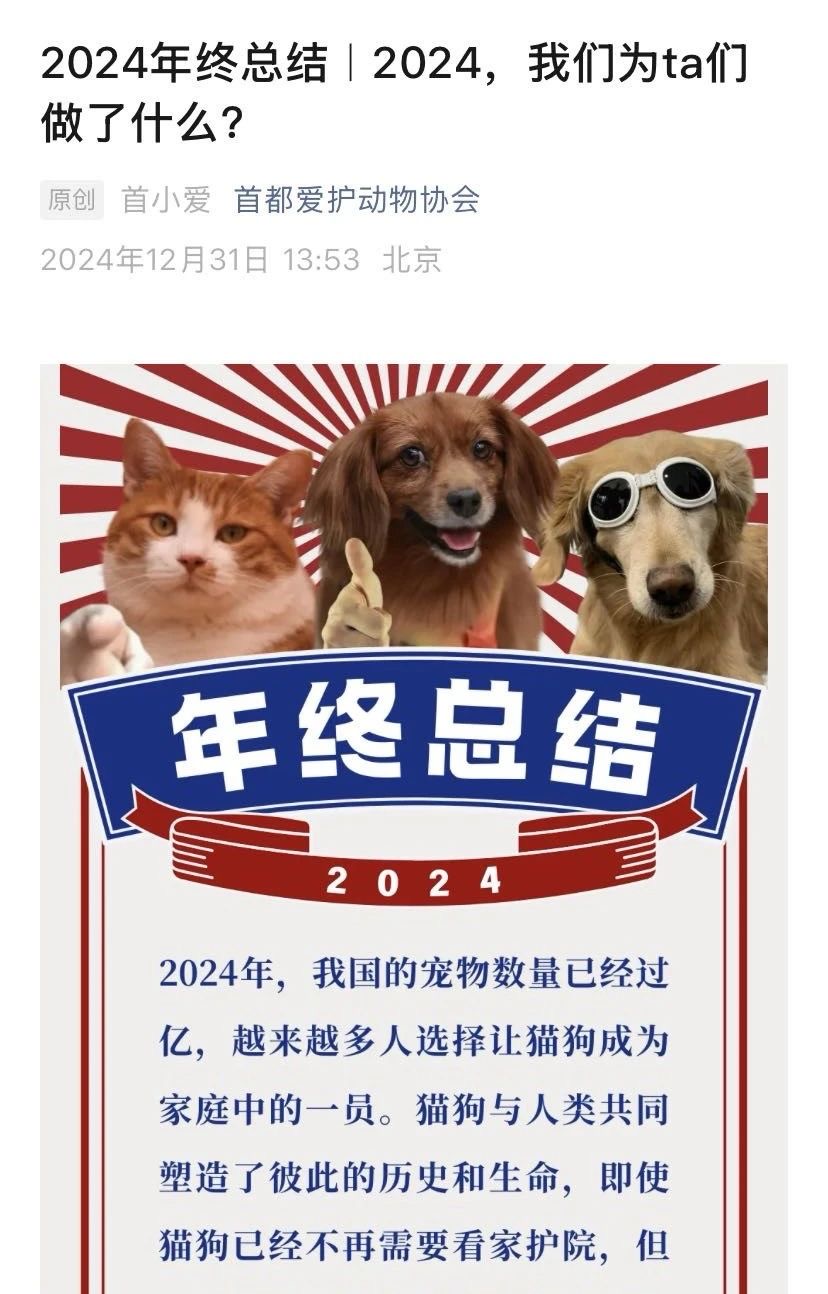 2024年终总结｜2024，我们为ta们
做了什么?
原创 首小爱 首都爱护动物协会
2024年12月31日 13:53 北京
年终总结
2024
2024年，我国的宠物数量已经过
亿，越来越多人选择让猫狗成为
家庭中的一员。猫狗与人类共同
塑造了彼此的历史和生命，即使
猫狗已经不再需要看家护院，但